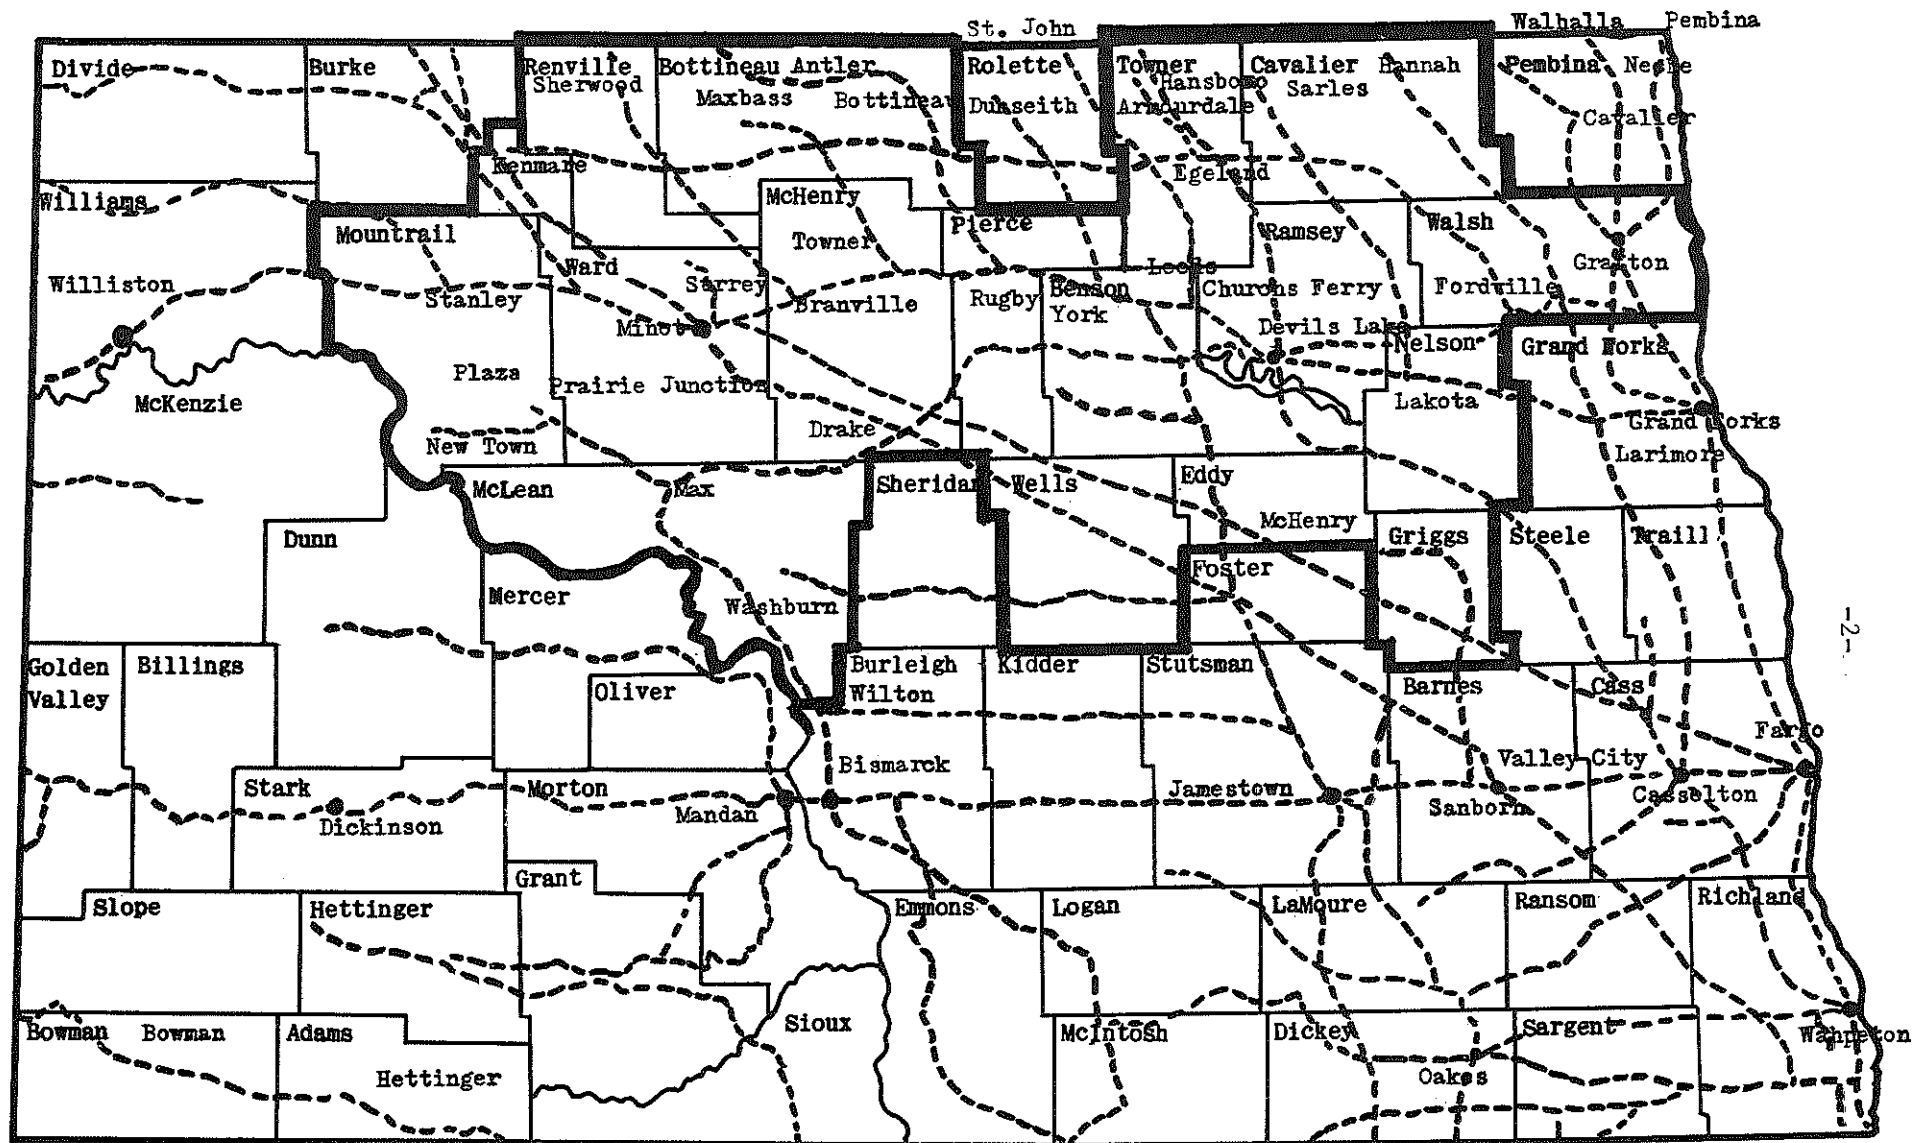 St. John
Walhalla
Pembina
Divide
Burke
Renville
Sherwood
Bottineau Antler
Maxbass
Bottineau
Rolette
Dunseith
Towner
Hansboro
Armourdale
Cavalier
Hannah
Sarles
Pembina
Neche
Cavalier
Kenmare
Egeland
Williams
McHenry
Pierce
Mountrail
Towner
Ramsey
Walsh
Ward
Leeds
Grafton
Williston
Stanley
Surrey
Granville
Rugby
Benson
York
Churchs Ferry
Fordville
Minot
Devils Lake
Nelson
Grand Forks
Plaza
Prairie Junction
McKenzie
Lakota
Drake
Grand Forks
New Town
Larimore
McLean
Max
Sheridan
Wells
Eddy
McHenry
Dunn
Griggs
Steele
Traill
Foster
Mercer
Washburn
-2-
Golden
Valley
Billings
Oliver
Burleigh
Wilton
Kidder
Stutsman
Barnes
Cass
Fargo
Bismarck
Valley City
Stark
Morton
Jamestown
Casselton
Dickinson
Mandan
Sanborn
Grant
Slope
Hettinger
Emmons
Logan
LaMoure
Ransom
Richland
Bowman
Bowman
Adams
Sioux
McIntosh
Dickey
Sargent
Wahpeton
Hettinger
Oakes